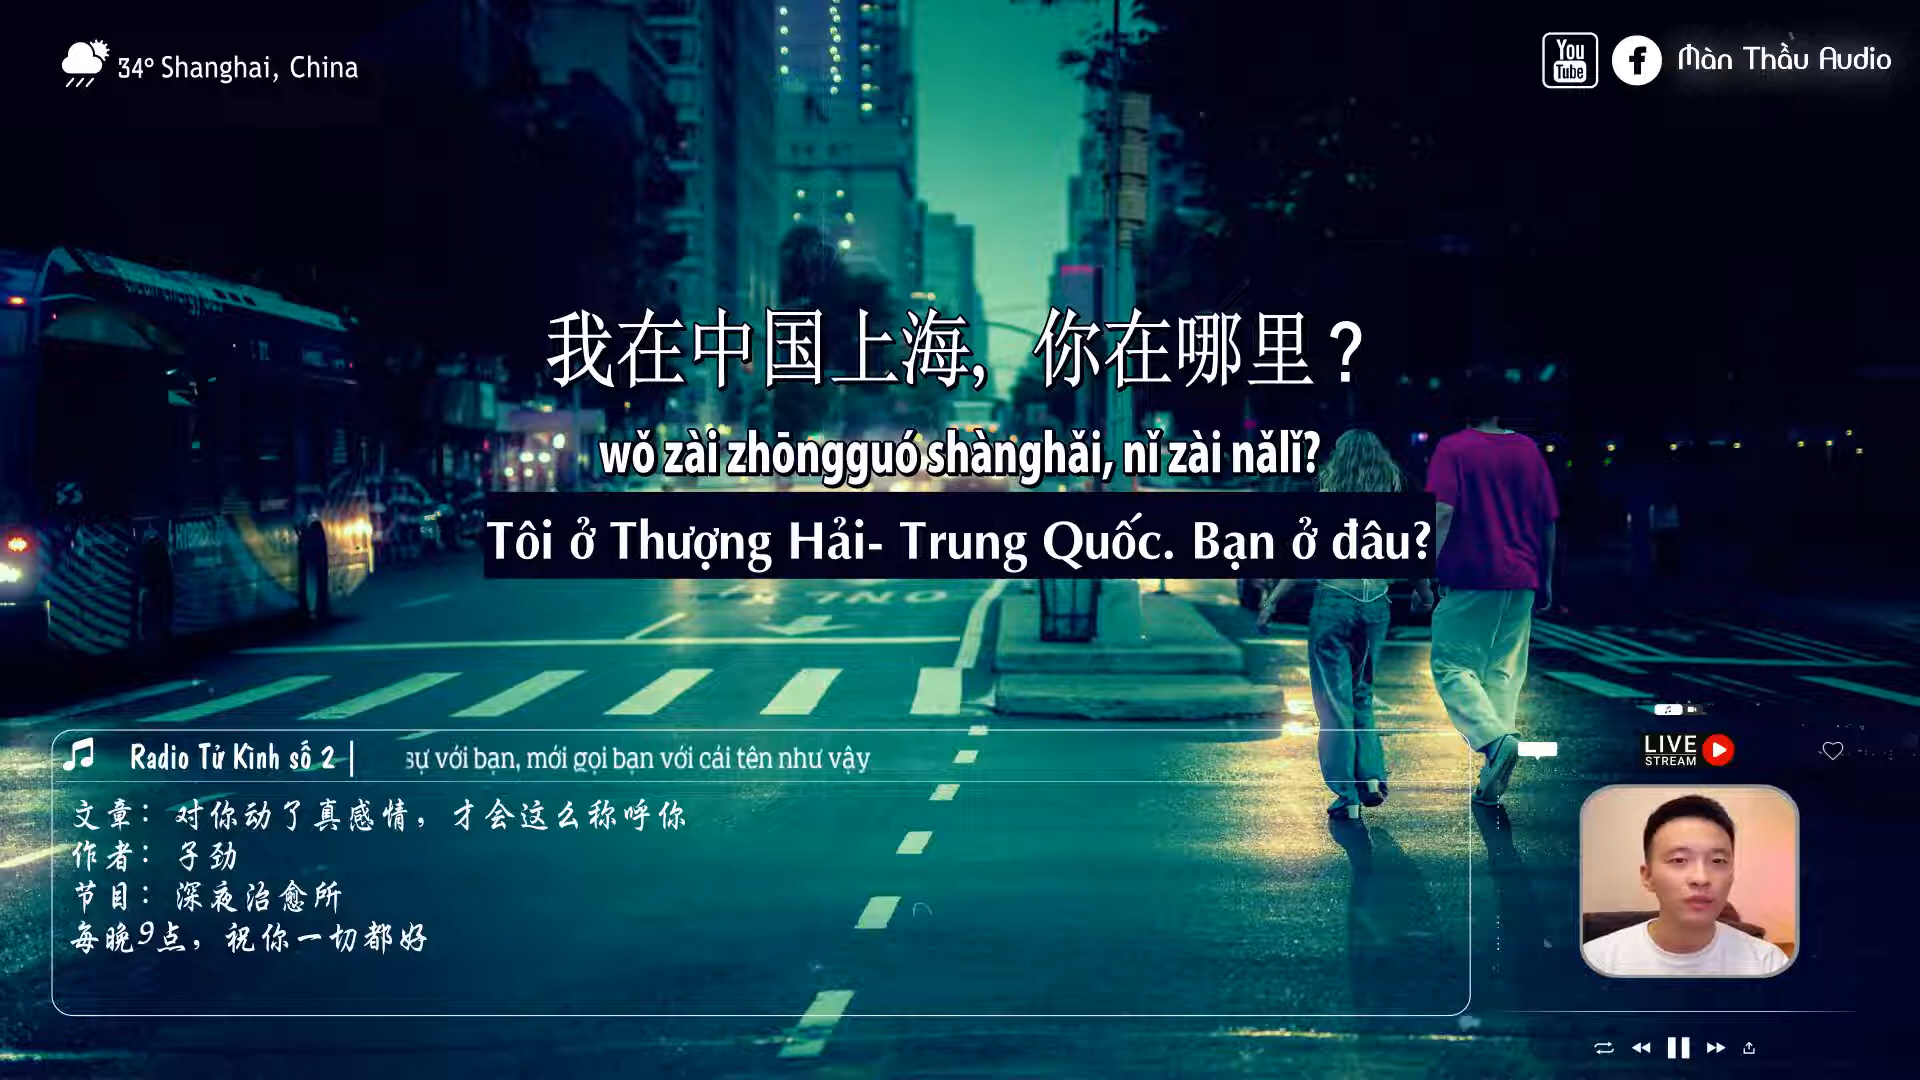 34° Shanghai, China
You
Tube
Màn Thầu Audio
我在中国上海, 你在哪里?
wǒ zài zhōngguó shànghǎi, nǐ zài nǎlǐ?
Tôi ở Thượng Hải- Trung Quốc. Bạn ở đâu?
ONLY
Radio Tử Kình số 2 | sự với bạn, mới gọi bạn với cái tên như vậy
文章：对你动了真感情，才会这么称呼你
作者：子劲
节目：深夜治愈所
每晚9点，祝你一切都好
LIVE
STREAM